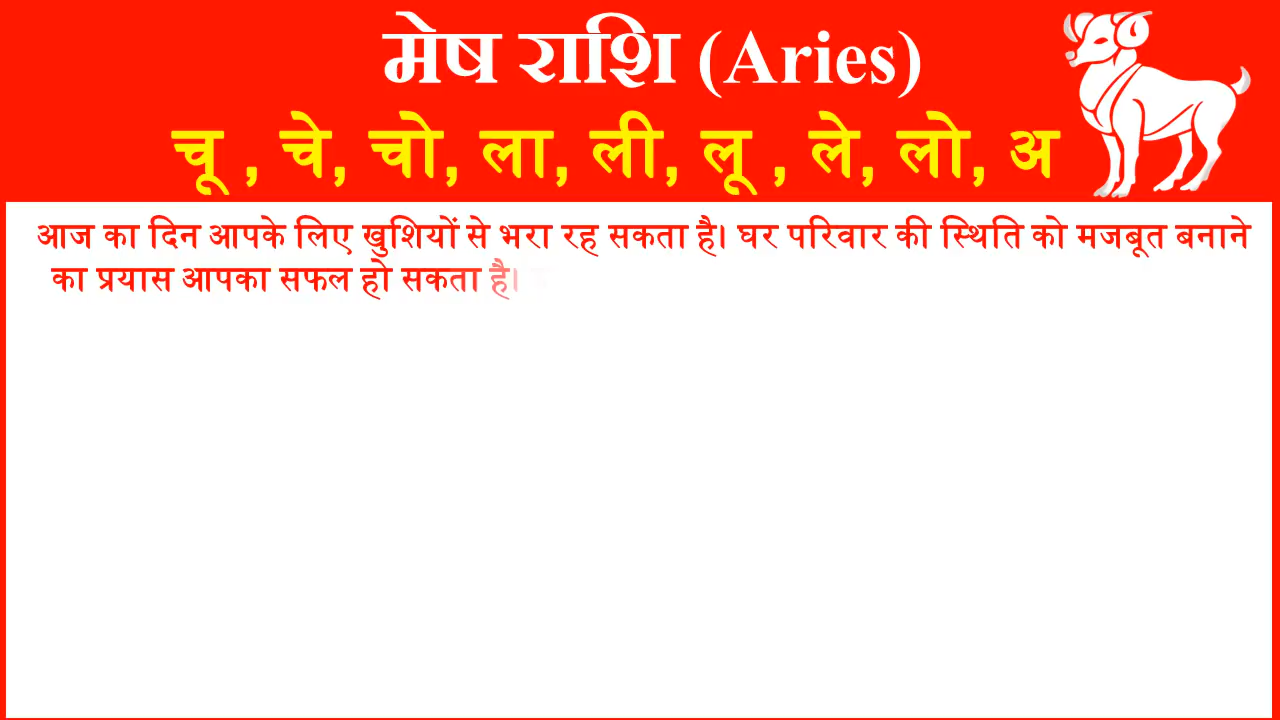 मेष राशि (Aries)
चू , चे, चो, ला, ली, लू , ले, लो, अ
आज का दिन आपके लिए खुशियों से भरा रह सकता है। घर परिवार की स्थिति को मजबूत बनाने
का प्रयास आपका सफल हो सकता है।